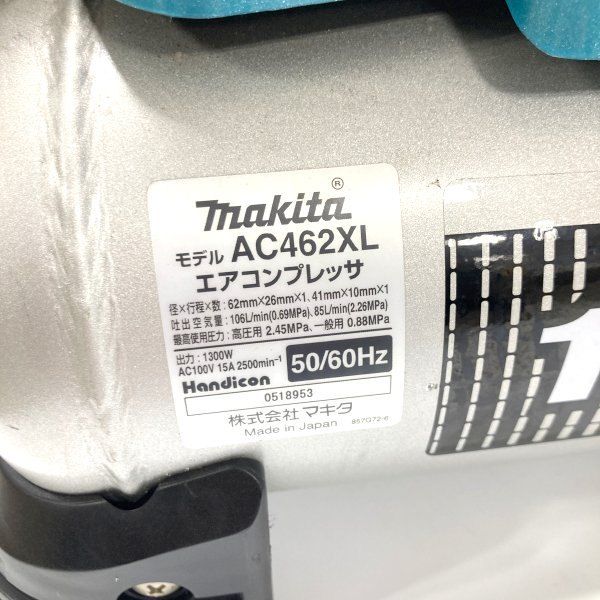 makita®
モデル AC462XL
エアコンプレッサ
径×行程×数：62mm×26mm×1、41mm×10mm×1
吐出空気量：106L/min(0.69MPa)、85L/min(2.26MPa)
最高使用圧力：高圧用 2.45MPa、一般用 0.88MPa
出力：1300W
AC100V 15A 2500min⁻¹
50/60Hz
Handicon
0518953
株式会社 マキタ
Made in Japan
857G72-6
1